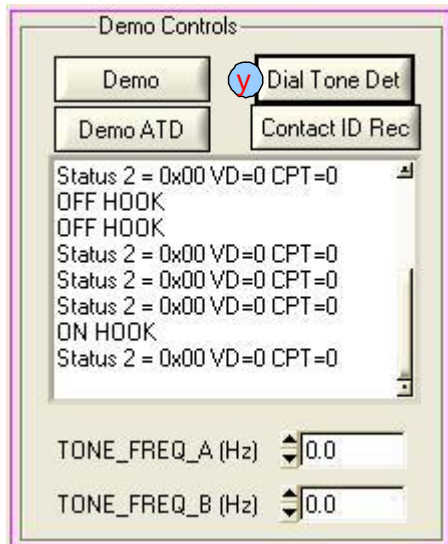 Demo Controls
Demo
y Dial Tone Det
Demo ATD
Contact ID Rec
Status 2 = 0x00 VD=0 CPT=0
OFF HOOK
OFF HOOK
Status 2 = 0x00 VD=0 CPT=0
Status 2 = 0x00 VD=0 CPT=0
Status 2 = 0x00 VD=0 CPT=0
ON HOOK
Status 2 = 0x00 VD=0 CPT=0
TONE_FREQ_A (Hz) 0.0
TONE_FREQ_B (Hz) 0.0